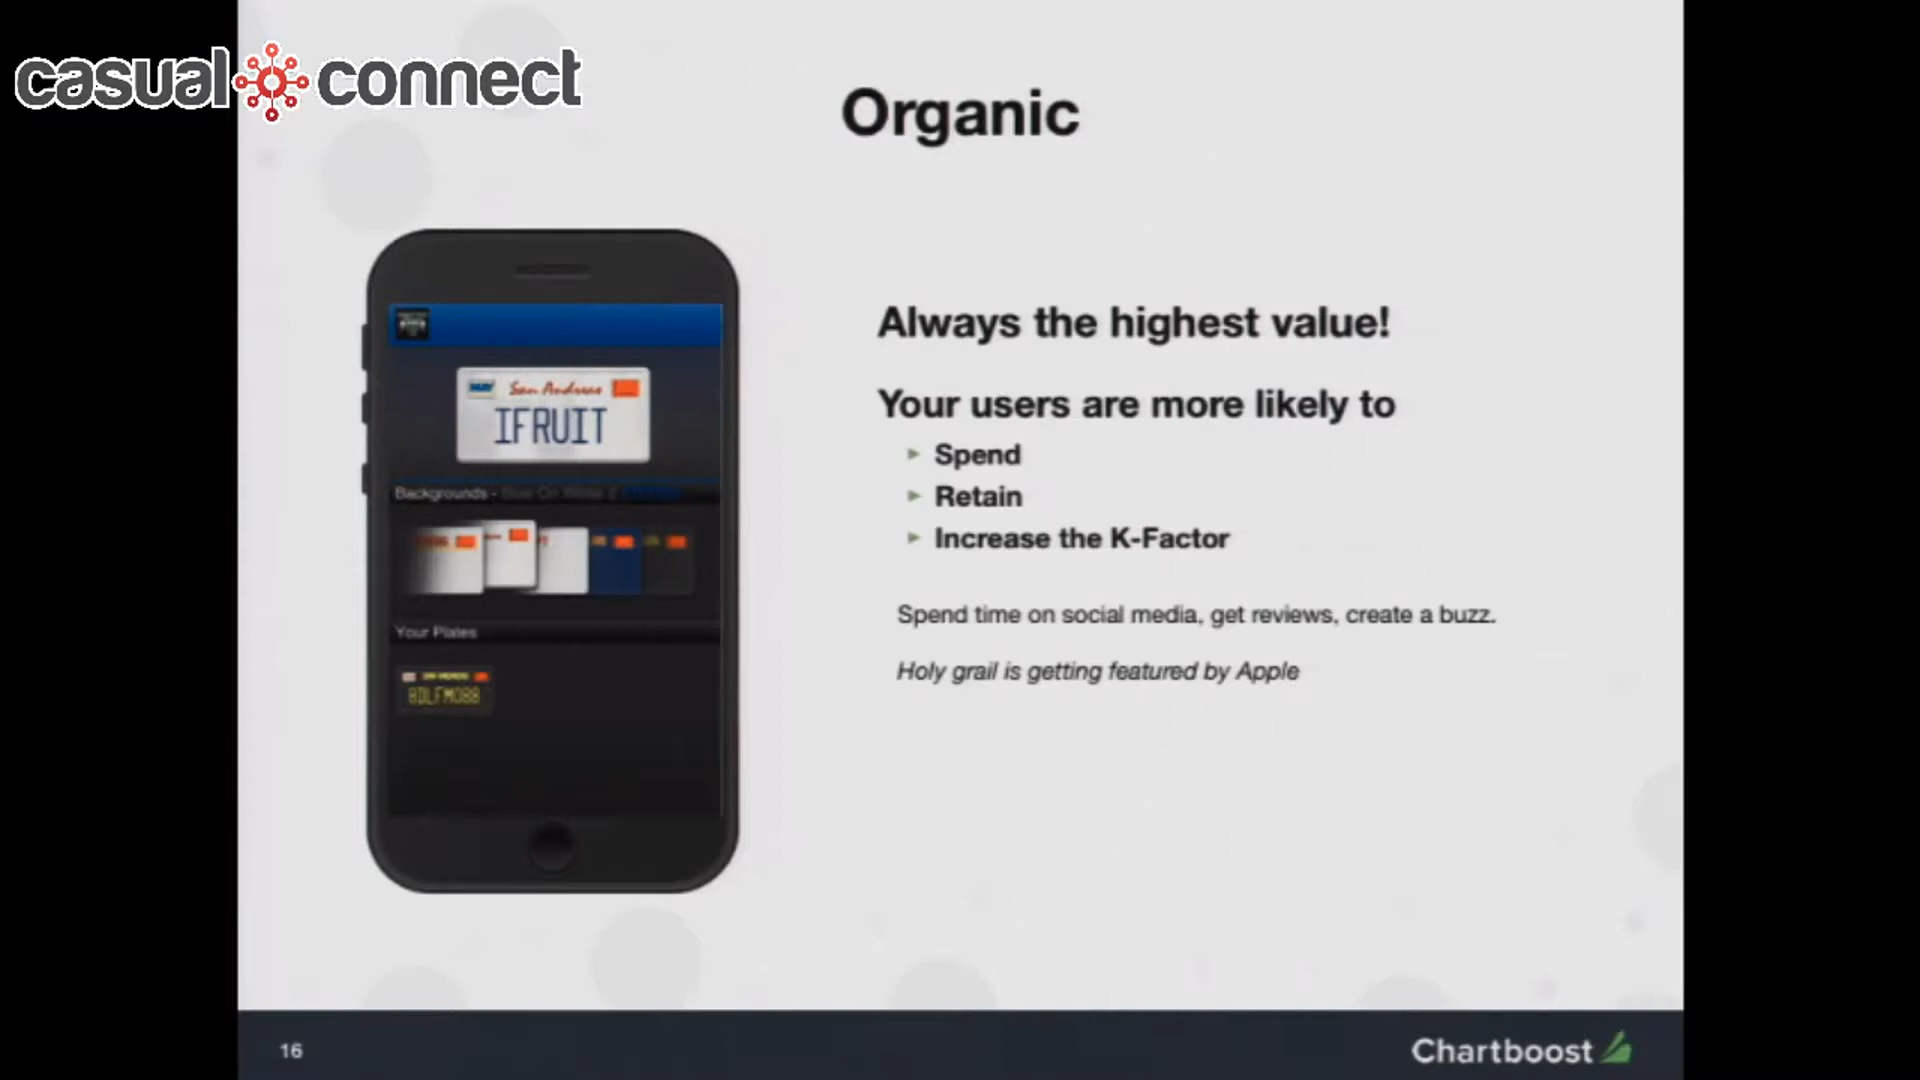 casual connect
Organic
San Andreas
IFRUIT
Backgrounds -
Your Plates
Always the highest value!
Your users are more likely to
Spend
Retain
Increase the K-Factor
Spend time on social media, get reviews, create a buzz.
Holy grail is getting featured by Apple
16
Chartboost